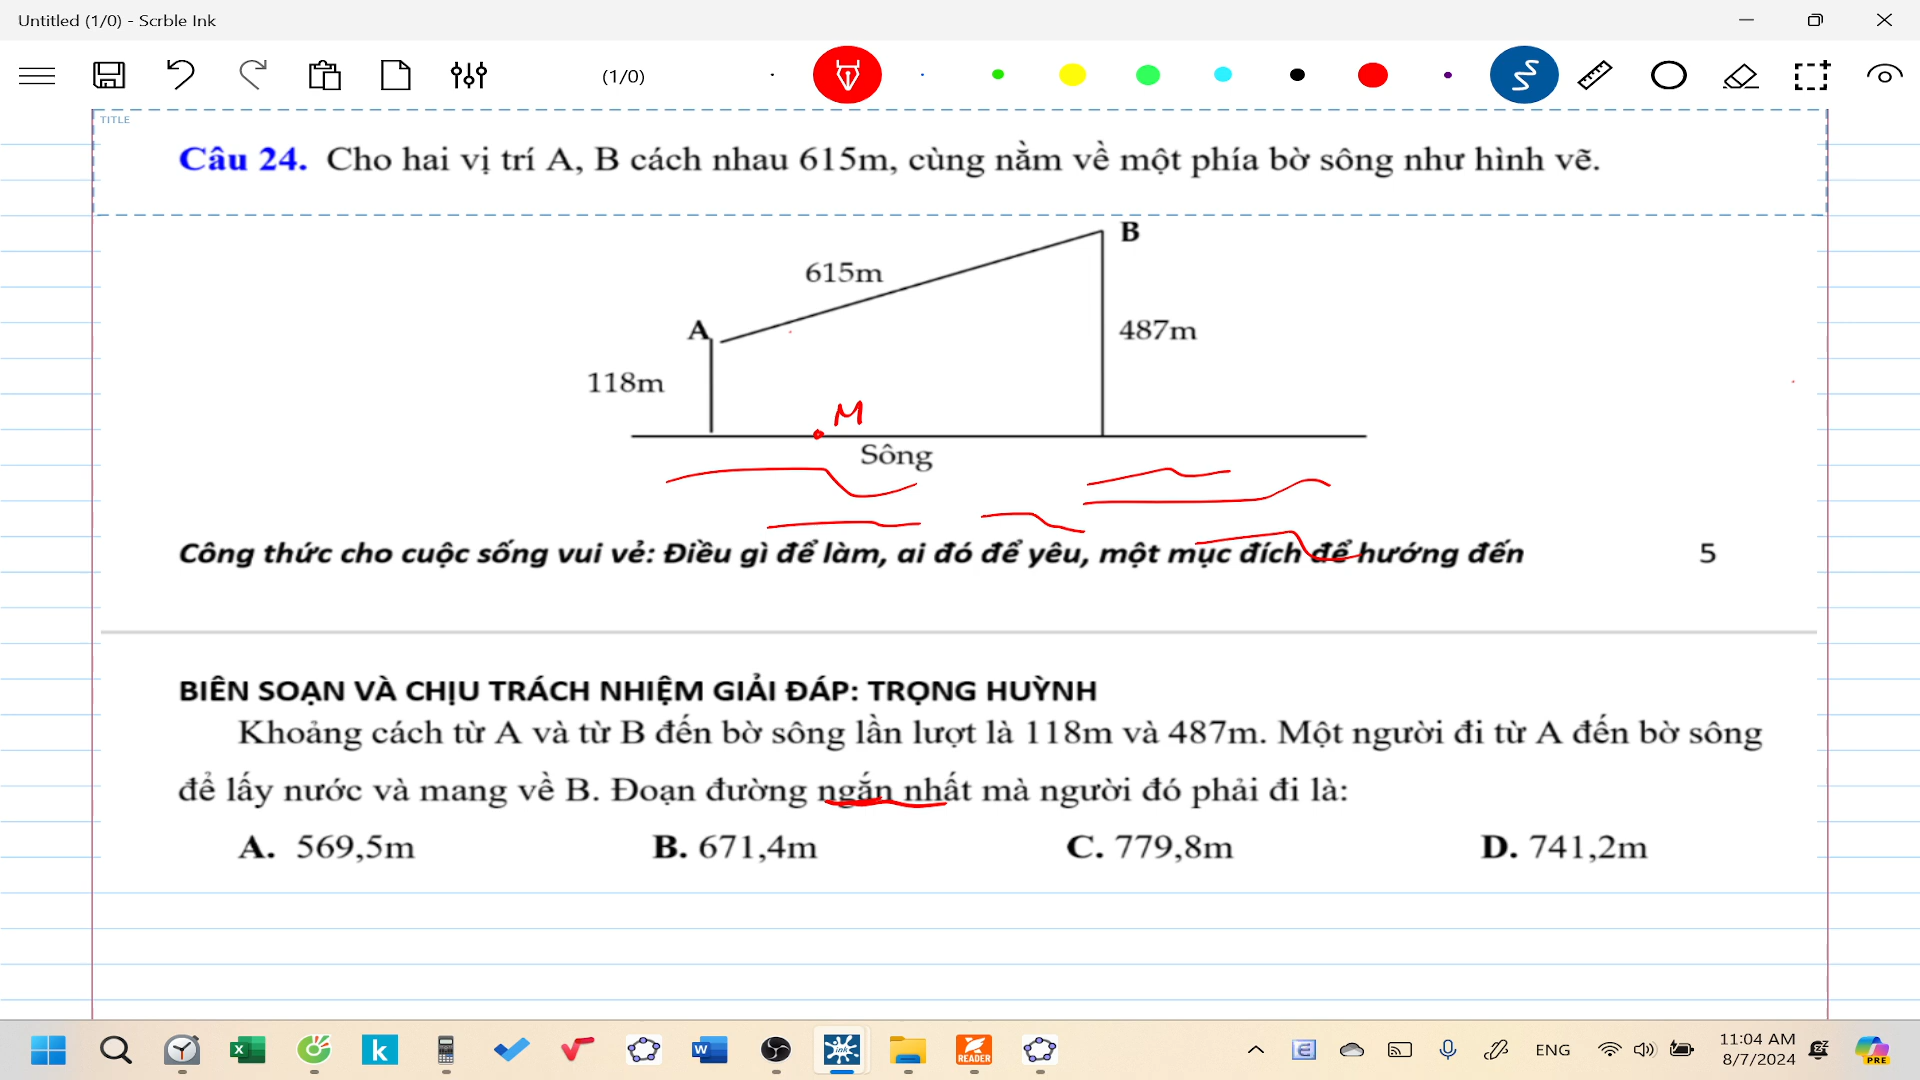 Untitled (1/0) - Scrble Ink
(1/0)
TITLE
Câu 24. Cho hai vị trí A, B cách nhau 615m, cùng nằm về một phía bờ sông như hình vẽ.
B
615m
A
487m
118m
M
Sông
Công thức cho cuộc sống vui vẻ: Điều gì để làm, ai đó để yêu, một mục đích để hướng đến 5
BIÊN SOẠN VÀ CHỊU TRÁCH NHIỆM GIẢI ĐÁP: TRỌNG HUỲNH
Khoảng cách từ A và từ B đến bờ sông lần lượt là 118m và 487m. Một người đi từ A đến bờ sông
để lấy nước và mang về B. Đoạn đường ngắn nhất mà người đó phải đi là:
A. 569,5m B. 671,4m C. 779,8m D. 741,2m
11:04 AM
ENG
8/7/2024
READER
PRE